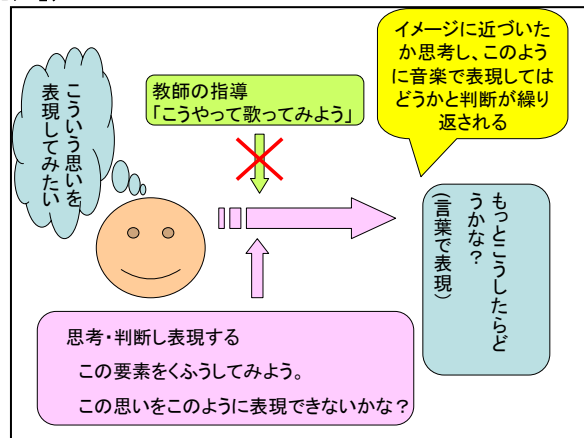 こういう思いを
表現してみたい
教師の指導
「こうやって歌ってみよう」
イメージに近づいた
か思考し、このよう
に音楽で表現しては
どうかと判断が繰り
返される
もっとこうしたらど
うかな？
(言葉で表現)
思考・判断し表現する
この要素をくふうしてみよう。
この思いをこのように表現できないかな？